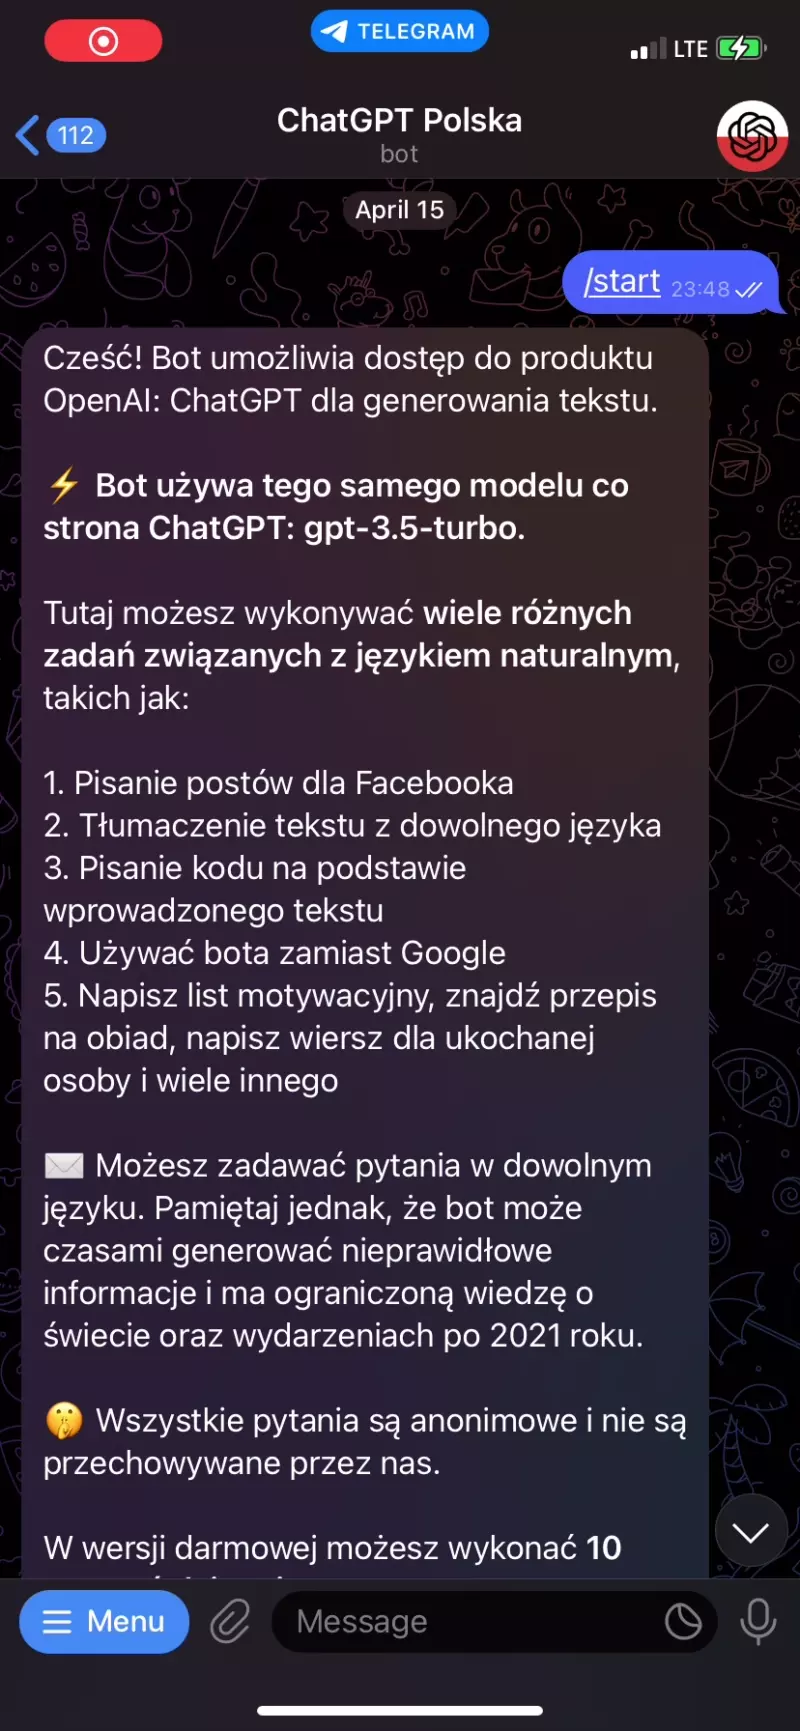 TELEGRAM
LTE
112
ChatGPT Polska
bot
April 15
/start 23:48
Cześć! Bot umożliwia dostęp do produktu
OpenAI: ChatGPT dla generowania tekstu.
⚡ Bot używa tego samego modelu co
strona ChatGPT: gpt-3.5-turbo.
Tutaj możesz wykonywać wiele różnych
zadań związanych z językiem naturalnym,
takich jak:
1. Pisanie postów dla Facebooka
2. Tłumaczenie tekstu z dowolnego języka
3. Pisanie kodu na podstawie
wprowadzonego tekstu
4. Używać bota zamiast Google
5. Napisz list motywacyjny, znajdź przepis
na obiad, napisz wiersz dla ukochanej
osoby i wiele innego
✉️ Możesz zadawać pytania w dowolnym
języku. Pamiętaj jednak, że bot może
czasami generować nieprawidłowe
informacje i ma ograniczoną wiedzę o
świecie oraz wydarzeniach po 2021 roku.
🤫 Wszystkie pytania są anonimowe i nie są
przechowywane przez nas.
W wersji darmowej możesz wykonać 10
Menu
Message